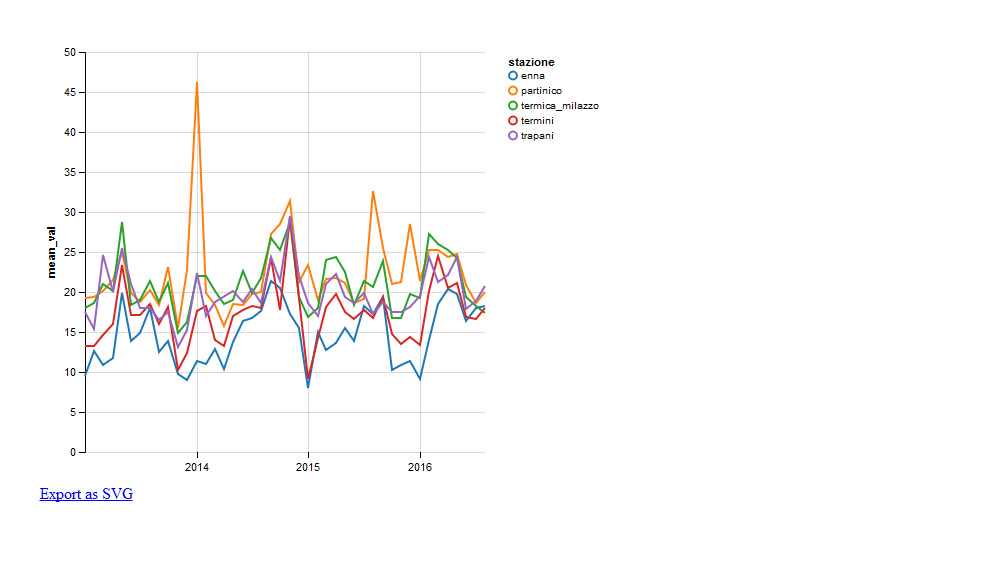 50
45
40
35
30
25
20
15
10
5
0
mean_val
2014
2015
2016
stazione
enna
partinico
termica_milazzo
termini
trapani
Export as SVG